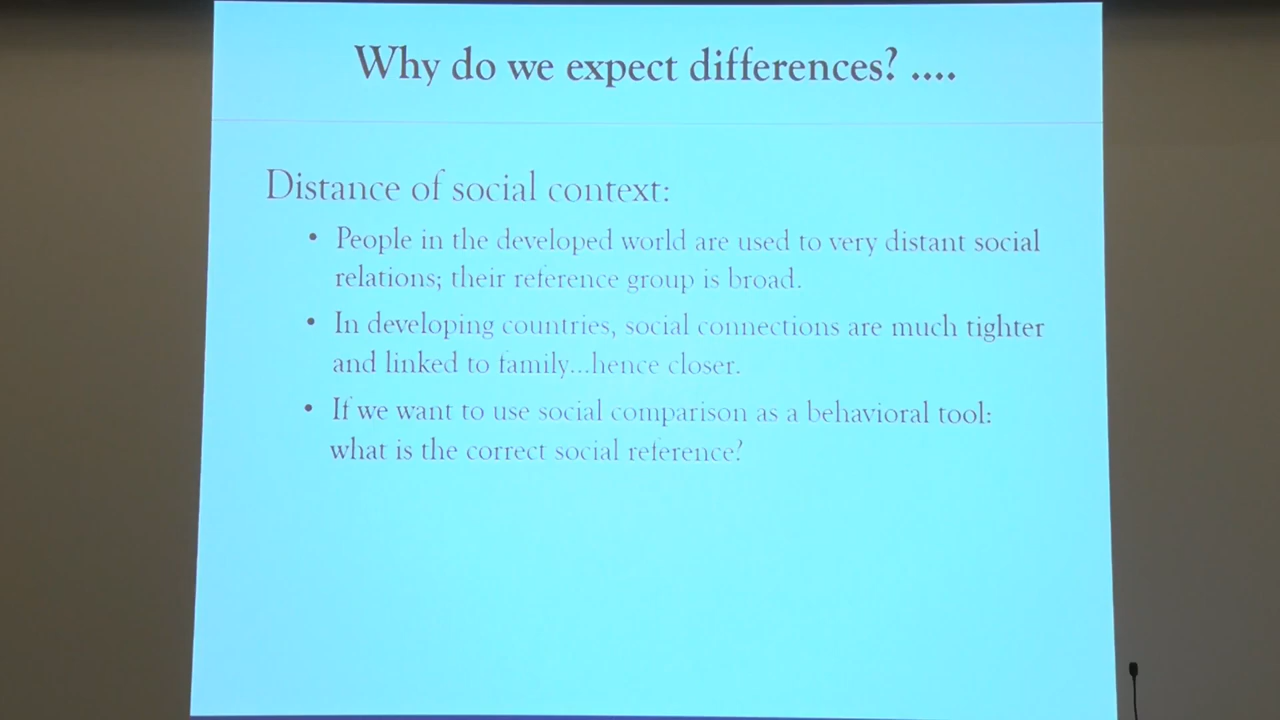 Why do we expect differences? ....
Distance of social context:
• People in the developed world are used to very distant social
relations; their reference group is broad.
• In developing countries, social connections are much tighter
and linked to family...hence closer.
• If we want to use social comparison as a behavioral tool:
what is the correct social reference?